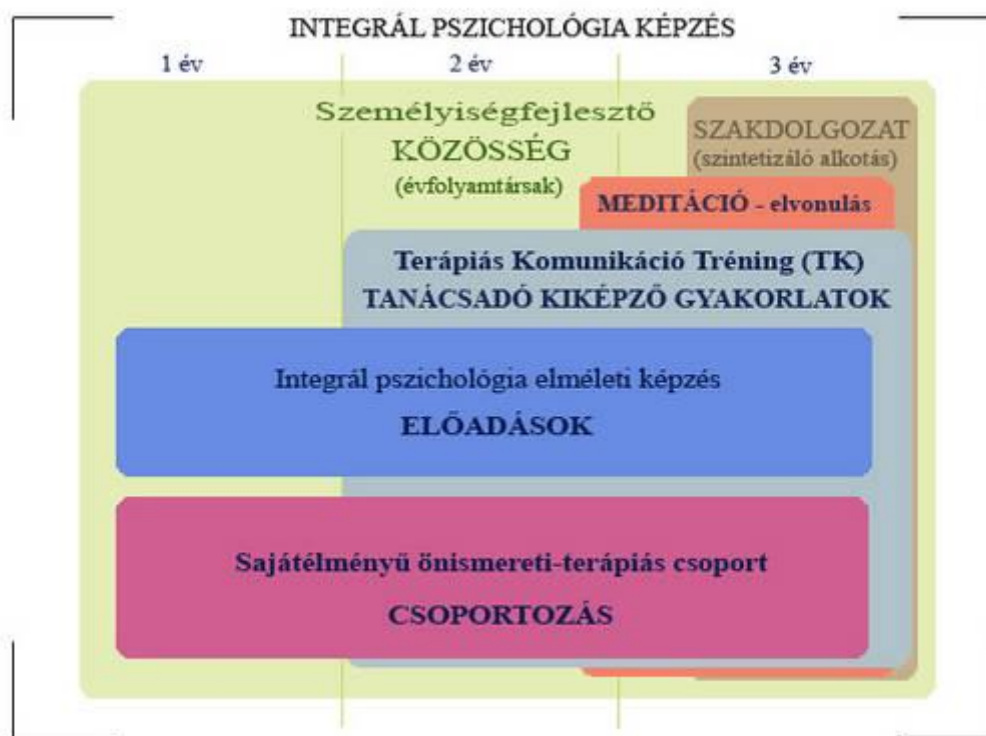 INTEGRÁL PSZICHOLÓGIA KÉPZÉS
1 év
2 év
3 év
Személyiségfejlesztő
KÖZÖSSÉG
(évfolyamtársak)
SZAKDOLGOZAT
(szintetizáló alkotás)
MEDITÁCIÓ - elvonulás
Terápiás Komunikáció Tréning (TK)
TANÁCSADÓ KIKÉPZŐ GYAKORLATOK
Integrál pszichológia elméleti képzés
ELŐADÁSOK
Sajátélményű önismereti-terápiás csoport
CSOPORTOZÁS